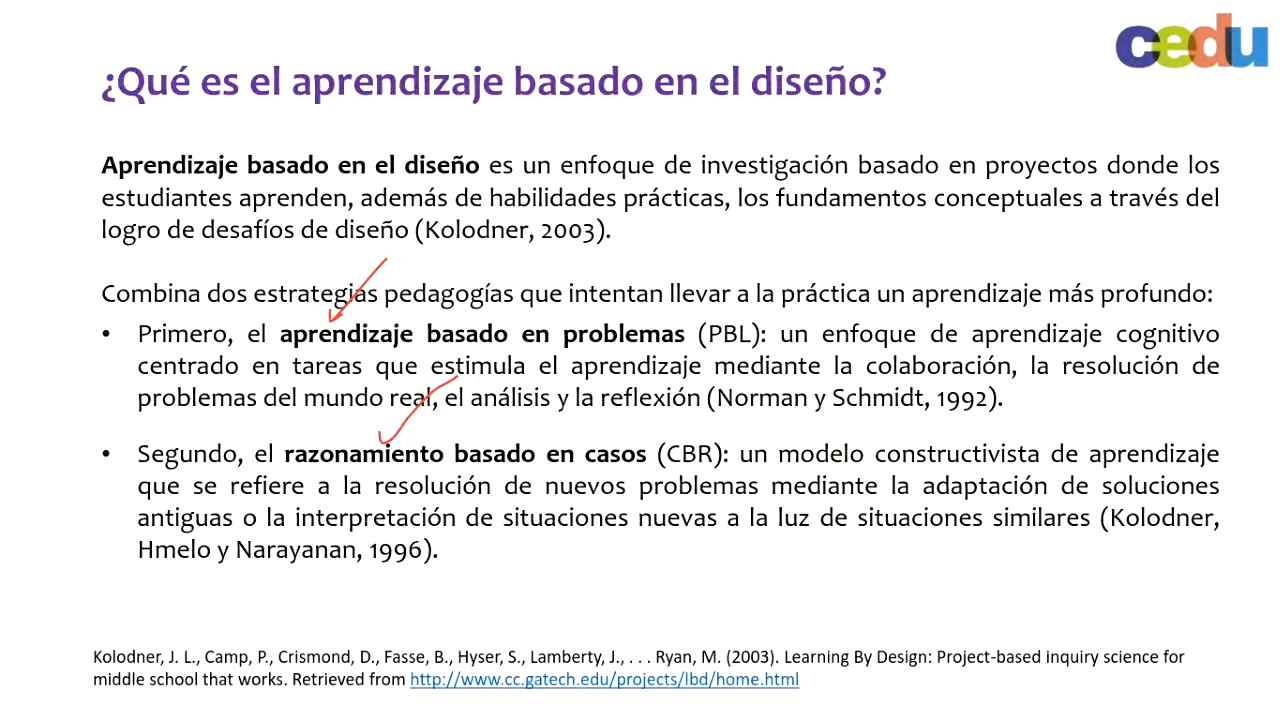 cedu
¿Qué es el aprendizaje basado en el diseño?
Aprendizaje basado en el diseño es un enfoque de investigación basado en proyectos donde los
estudiantes aprenden, además de habilidades prácticas, los fundamentos conceptuales a través del
logro de desafíos de diseño (Kolodner, 2003).
Combina dos estrategias pedagogías que intentan llevar a la práctica un aprendizaje más profundo:
• Primero, el aprendizaje basado en problemas (PBL): un enfoque de aprendizaje cognitivo
centrado en tareas que estimula el aprendizaje mediante la colaboración, la resolución de
problemas del mundo real, el análisis y la reflexión (Norman y Schmidt, 1992).
• Segundo, el razonamiento basado en casos (CBR): un modelo constructivista de aprendizaje
que se refiere a la resolución de nuevos problemas mediante la adaptación de soluciones
antiguas o la interpretación de situaciones nuevas a la luz de situaciones similares (Kolodner,
Hmelo y Narayanan, 1996).
Kolodner, J. L., Camp, P., Crismond, D., Fasse, B., Hyser, S., Lamberty, J., . . . Ryan, M. (2003). Learning By Design: Project-based inquiry science for
middle school that works. Retrieved from http://www.cc.gatech.edu/projects/lbd/home.html